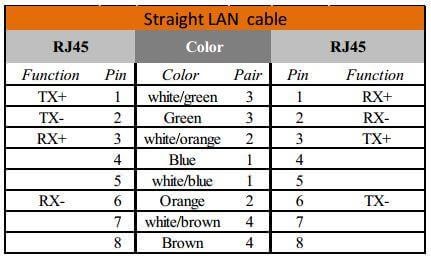 Straight LAN cable
RJ45 Color RJ45
Function Pin Color Pair Pin Function
TX+ 1 white/green 3 1 RX+
TX- 2 Green 3 2 RX-
RX+ 3 white/orange 2 3 TX+
4 Blue 1 4
5 white/blue 1 5
RX- 6 Orange 2 6 TX-
7 white/brown 4 7
8 Brown 4 8